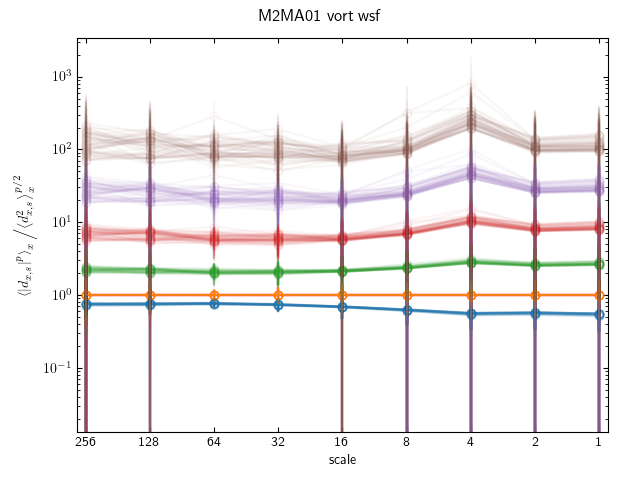 M2MA01 vort wsf
⟨|d_{x,s}|^p⟩_x / ⟨d^2_{x,s}⟩_x^{p/2}
10^3
10^2
10^1
10^0
10^{-1}
256 128 64 32 16 8 4 2 1
scale